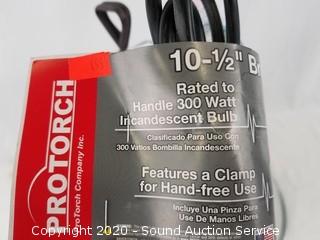 PROTORCH
ProTorch Company Inc.
10-½"
Rated to
Handle 300 Watt
Incandescent Bulb
Clasificado Para Uso Con
300 Vatios Bombilla Incandescente
Features a Clamp
for Hand-free Use
Incluye Una Pinza Para
Uso De Manos Libres
Copyright 2020 - Auction Services